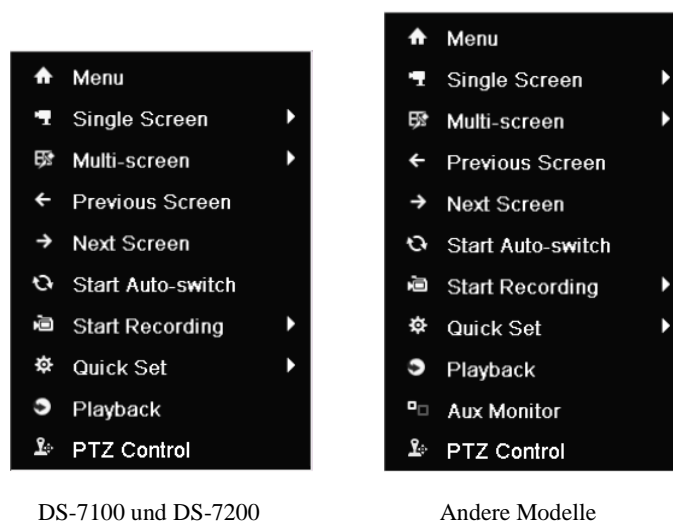 Menu
Single Screen
Multi-screen
Previous Screen
Next Screen
Start Auto-switch
Start Recording
Quick Set
Playback
PTZ Control
DS-7100 und DS-7200
Menu
Single Screen
Multi-screen
Previous Screen
Next Screen
Start Auto-switch
Start Recording
Quick Set
Playback
Aux Monitor
PTZ Control
Andere Modelle